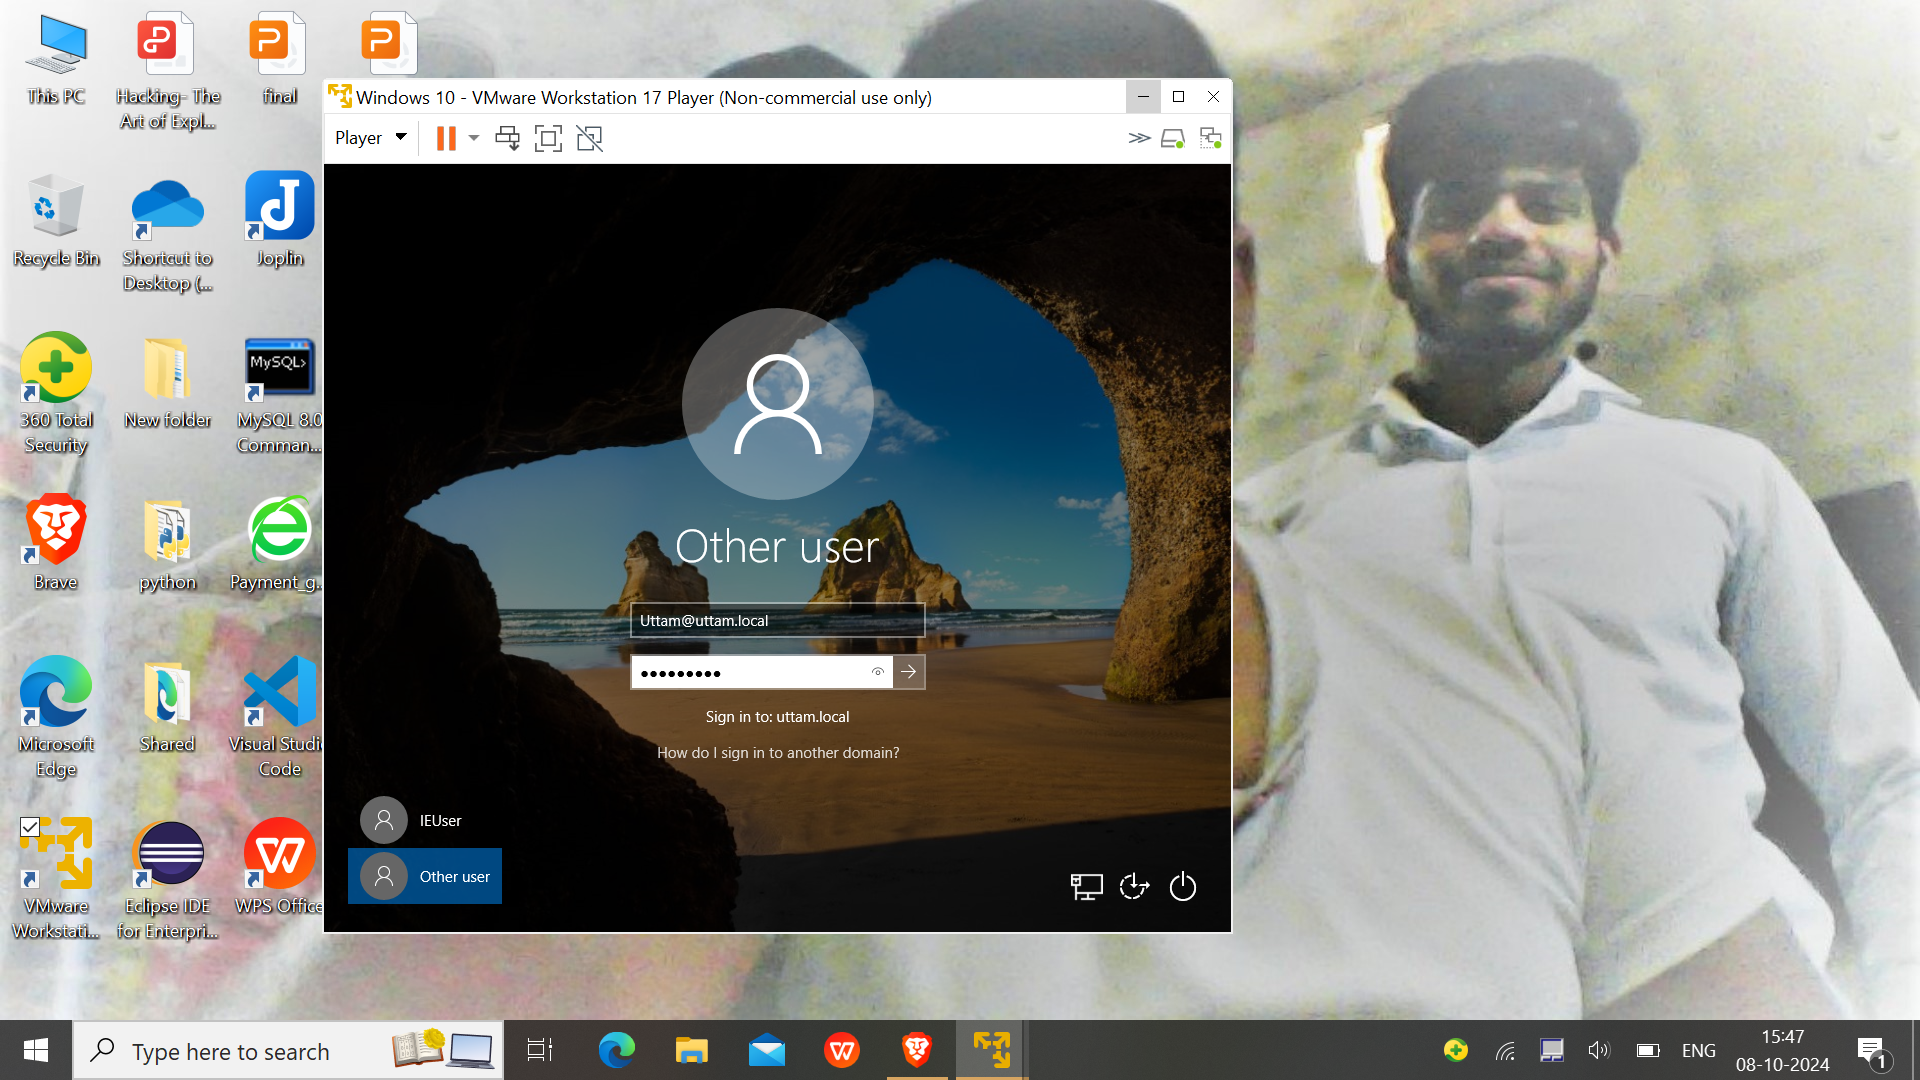 This PC
Hacking- The
Art of Expl...
final
Recycle Bin
Shortcut to
Desktop (...
Joplin
360 Total
Security
New folder
MySQL>
MySQL 8.0
Comman...
Brave
python
Payment_g...
Microsoft
Edge
Shared
Visual Studio
Code
VMware
Workstati...
Eclipse IDE
for Enterpri...
WPS Office
Windows 10 - VMware Workstation 17 Player (Non-commercial use only)
Player
Other user
Uttam@uttam.local
Sign in to: uttam.local
How do I sign in to another domain?
IEUser
Other user
Type here to search
ENG
15:47
08-10-2024
1